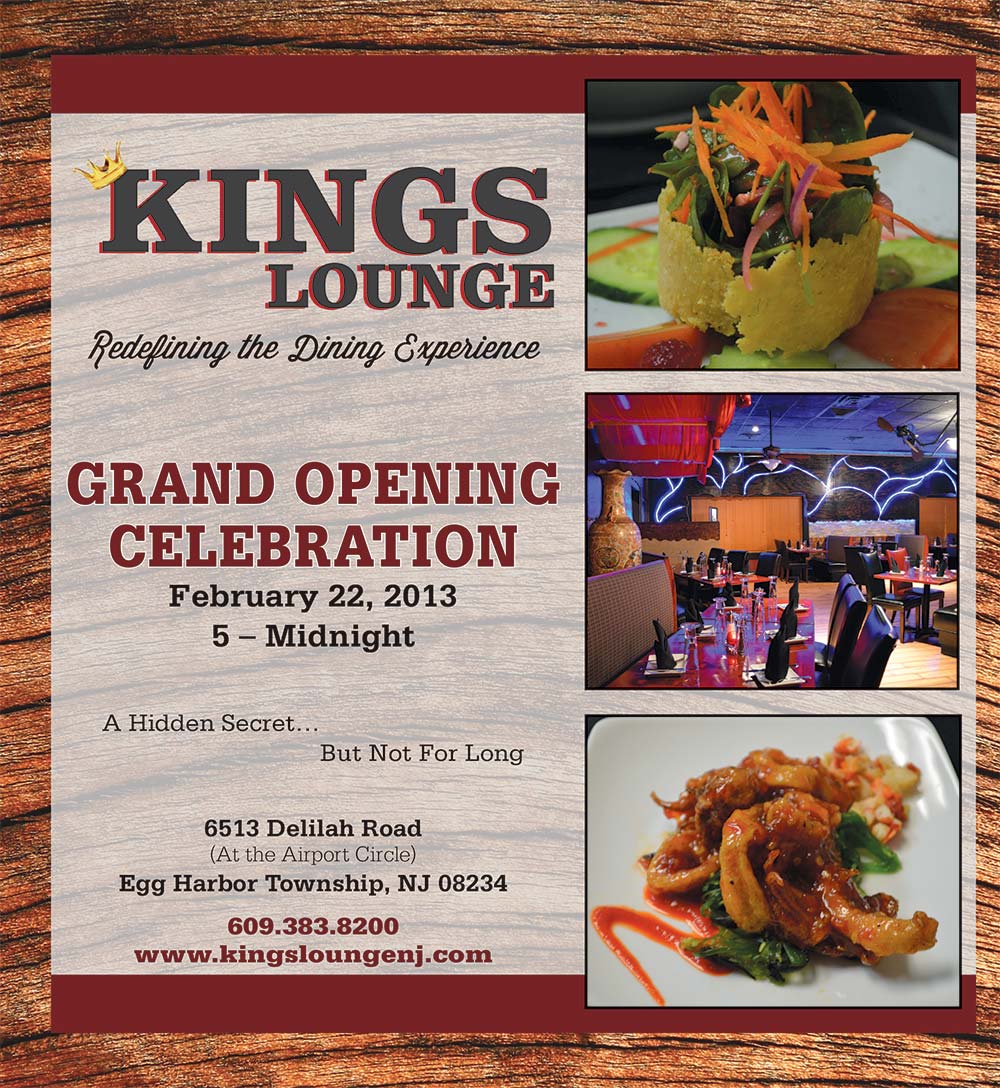 KINGS
LOUNGE
Redefining the Dining Experience
GRAND OPENING
CELEBRATION
February 22, 2013
5 – Midnight
A Hidden Secret...
But Not For Long
6513 Delilah Road
(At the Airport Circle)
Egg Harbor Township, NJ 08234
609.383.8200
www.kingsloungenj.com